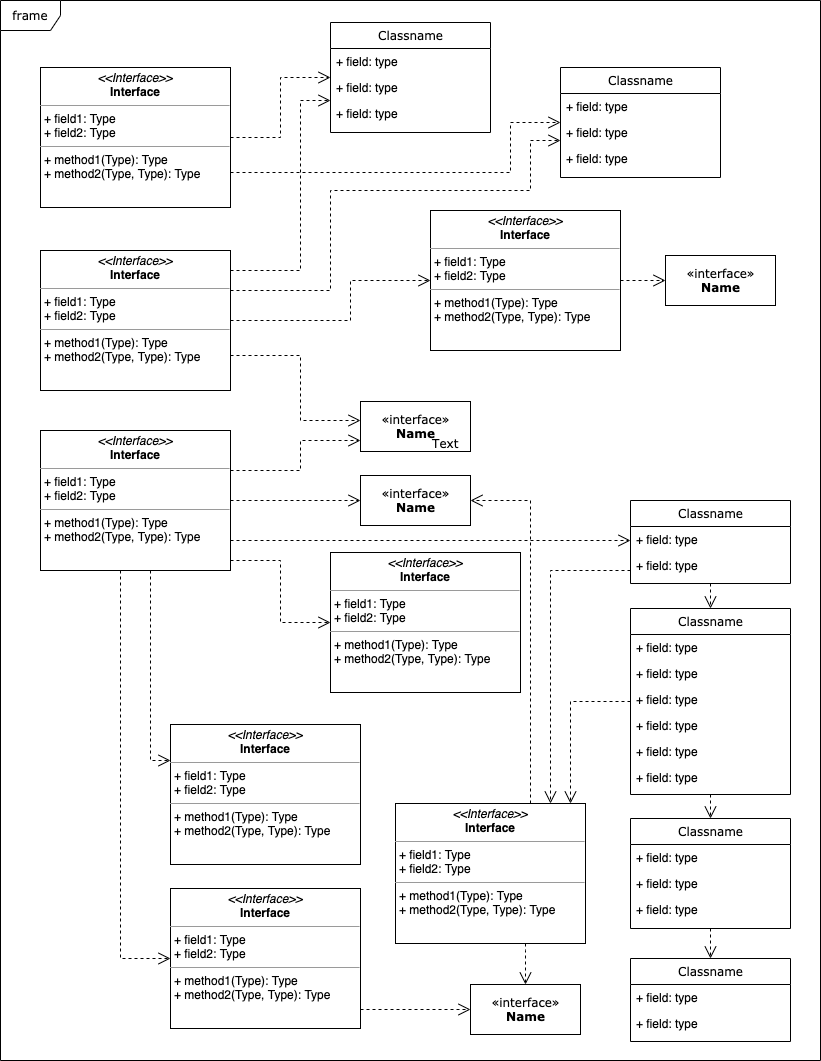 frame
Classname
+ field: type
+ field: type
+ field: type
<<Interface>>
Interface
+ field1: Type
+ field2: Type
+ method1(Type): Type
+ method2(Type, Type): Type
Classname
+ field: type
+ field: type
+ field: type
<<Interface>>
Interface
+ field1: Type
+ field2: Type
+ method1(Type): Type
+ method2(Type, Type): Type
<<Interface>>
Interface
+ field1: Type
+ field2: Type
+ method1(Type): Type
+ method2(Type, Type): Type
«interface»
Name
«interface»
Name
Text
<<Interface>>
Interface
+ field1: Type
+ field2: Type
+ method1(Type): Type
+ method2(Type, Type): Type
«interface»
Name
Classname
+ field: type
+ field: type
<<Interface>>
Interface
+ field1: Type
+ field2: Type
+ method1(Type): Type
+ method2(Type, Type): Type
Classname
+ field: type
+ field: type
+ field: type
+ field: type
+ field: type
+ field: type
<<Interface>>
Interface
+ field1: Type
+ field2: Type
+ method1(Type): Type
+ method2(Type, Type): Type
<<Interface>>
Interface
+ field1: Type
+ field2: Type
+ method1(Type): Type
+ method2(Type, Type): Type
Classname
+ field: type
+ field: type
+ field: type
<<Interface>>
Interface
+ field1: Type
+ field2: Type
+ method1(Type): Type
+ method2(Type, Type): Type
Classname
+ field: type
+ field: type
«interface»
Name